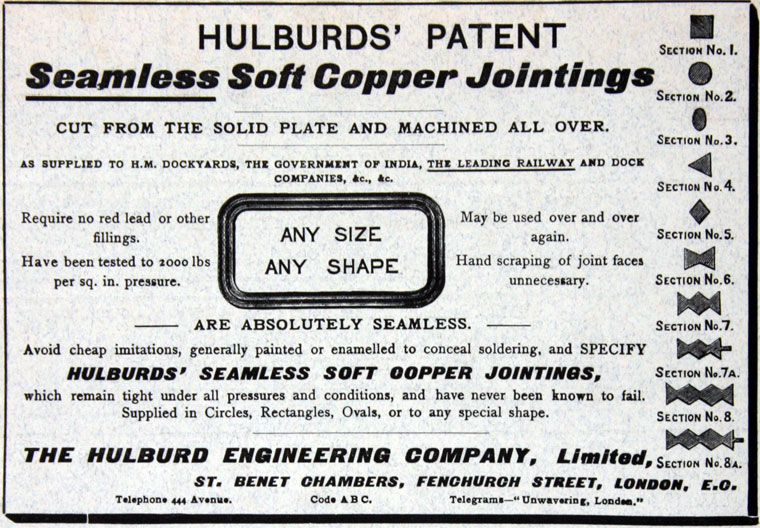 HULBURDS' PATENT
Seamless Soft Copper Jointings
CUT FROM THE SOLID PLATE AND MACHINED ALL OVER.
AS SUPPLIED TO H.M. DOCKYARDS, THE GOVERNMENT OF INDIA, THE LEADING RAILWAY AND DOCK
COMPANIES, &c., &c.
Require no red lead or other
fillings.
Have been tested to 2000 lbs
per sq. in. pressure.
ANY SIZE
ANY SHAPE
May be used over and over
again.
Hand scraping of joint faces
unnecessary.
ARE ABSOLUTELY SEAMLESS.
Avoid cheap imitations, generally painted or enamelled to conceal soldering, and SPECIFY
HULBURDS' SEAMLESS SOFT COPPER JOINTINGS,
which remain tight under all pressures and conditions, and have never been known to fail.
Supplied in Circles, Rectangles, Ovals, or to any special shape.
THE HULBURD ENGINEERING COMPANY, Limited,
ST. BENET CHAMBERS, FENCHURCH STREET, LONDON, E.C.
Telephone 444 Avenue. Code A B C. Telegrams—"Unwavering, London."
SECTION No. 1.
SECTION No. 2.
SECTION No. 3.
SECTION No. 4.
SECTION No. 5.
SECTION No. 6.
SECTION No. 7.
SECTION No. 7A.
SECTION No. 8.
SECTION No. 8A.